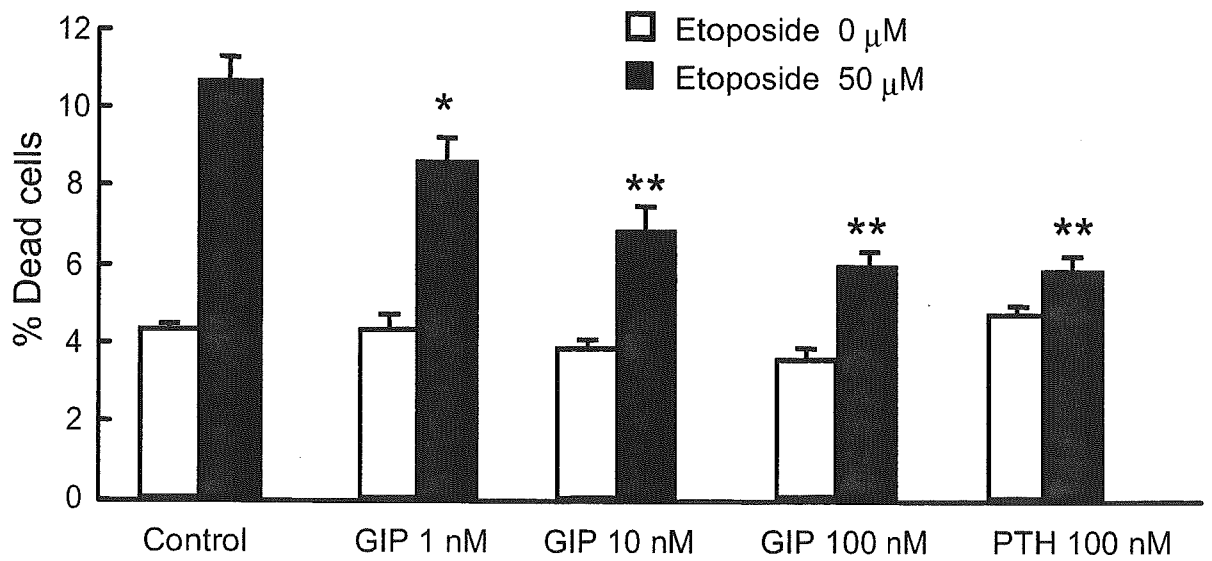 Etoposide 0 μM
Etoposide 50 μM
% Dead cells
12
10
8
6
4
2
0
*
**
**
**
Control
GIP 1 nM
GIP 10 nM
GIP 100 nM
PTH 100 nM